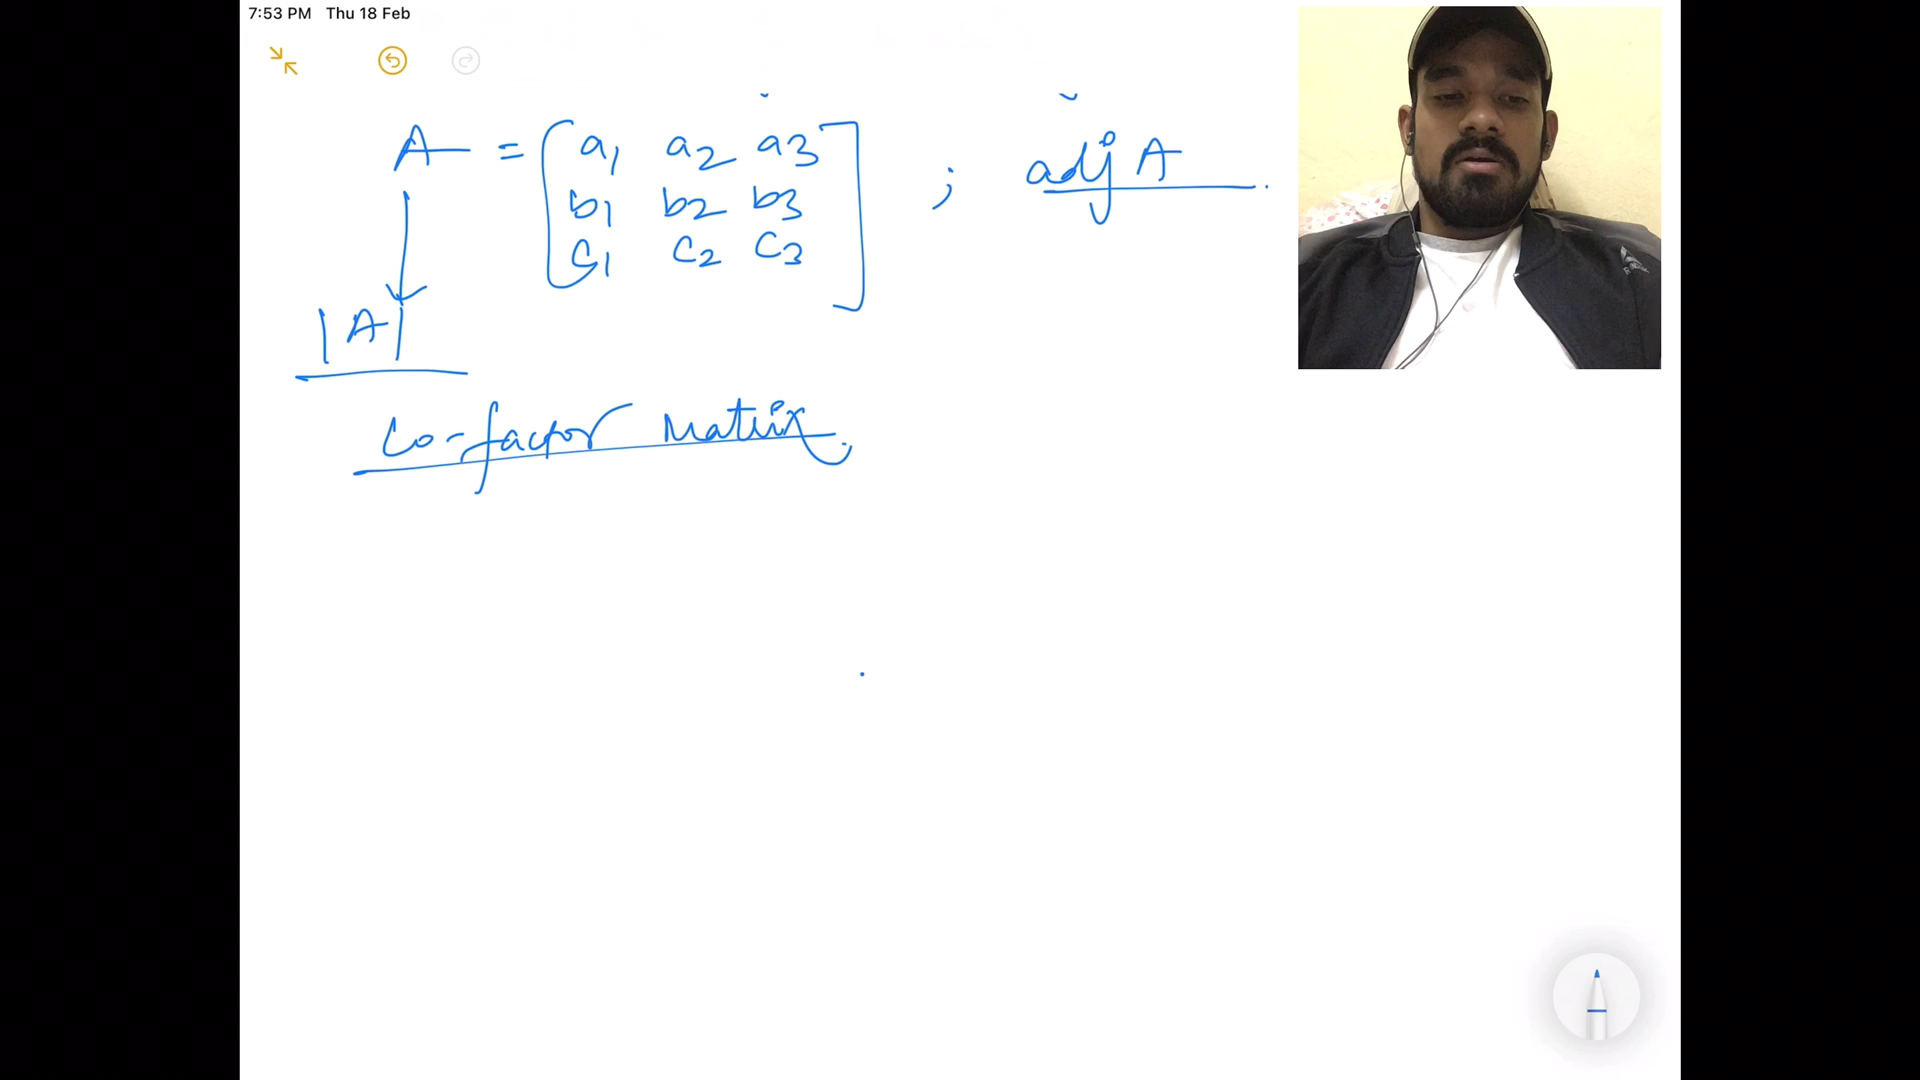 7:53 PM Thu 18 Feb
A = [a1 a2 a3 ; adj A.
b1 b2 b3
c1 c2 c3]
|A|
Co-factor Matrix.